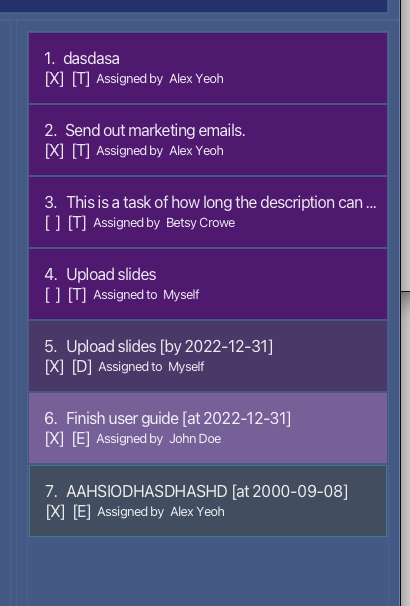 1. dasdasa
[X] [T] Assigned by Alex Yeoh
2. Send out marketing emails.
[X] [T] Assigned by Alex Yeoh
3. This is a task of how long the description can ...
[ ] [T] Assigned by Betsy Crowe
4. Upload slides
[ ] [T] Assigned to Myself
5. Upload slides [by 2022-12-31]
[X] [D] Assigned to Myself
6. Finish user guide [at 2022-12-31]
[X] [E] Assigned by John Doe
7. AAHSIODHASDHASHD [at 2000-09-08]
[X] [E] Assigned by Alex Yeoh